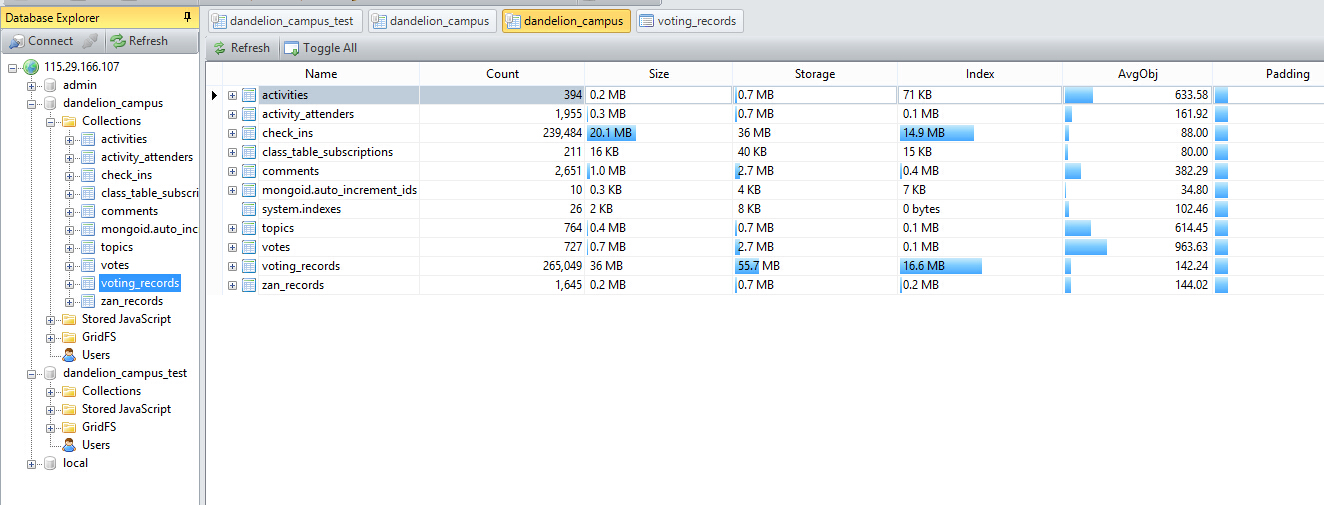 Database Explorer
Connect Refresh
115.29.166.107
admin
dandelion_campus
Collections
activities
activity_attenders
check_ins
class_table_subscri
comments
mongoid.auto_inc
topics
votes
voting_records
zan_records
Stored JavaScript
GridFS
Users
dandelion_campus_test
Collections
Stored JavaScript
GridFS
Users
local
dandelion_campus_test dandelion_campus dandelion_campus voting_records
Refresh Toggle All
Name Count Size Storage Index AvgObj Padding
activities 394 0.2 MB 0.7 MB 71 KB 633.58
activity_attenders 1,955 0.3 MB 0.7 MB 0.1 MB 161.92
check_ins 239,484 20.1 MB 36 MB 14.9 MB 88.00
class_table_subscriptions 211 16 KB 40 KB 15 KB 80.00
comments 2,651 1.0 MB 2.7 MB 0.4 MB 382.29
mongoid.auto_increment_ids 10 0.3 KB 4 KB 7 KB 34.80
system.indexes 26 2 KB 8 KB 0 bytes 102.46
topics 764 0.4 MB 0.7 MB 0.1 MB 614.45
votes 727 0.7 MB 2.7 MB 0.1 MB 963.63
voting_records 265,049 36 MB 55.7 MB 16.6 MB 142.24
zan_records 1,645 0.2 MB 0.7 MB 0.2 MB 144.02